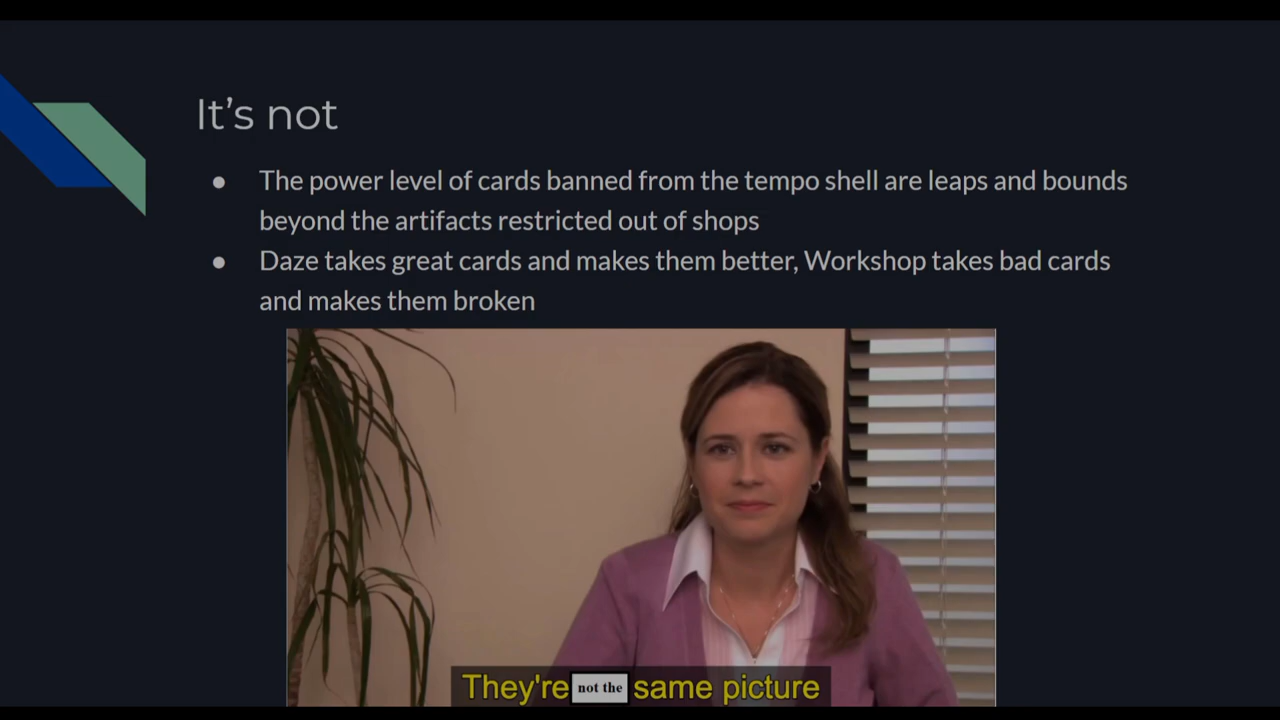 It's not
● The power level of cards banned from the tempo shell are leaps and bounds
beyond the artifacts restricted out of shops
● Daze takes great cards and makes them better, Workshop takes bad cards
and makes them broken
They're not the same picture